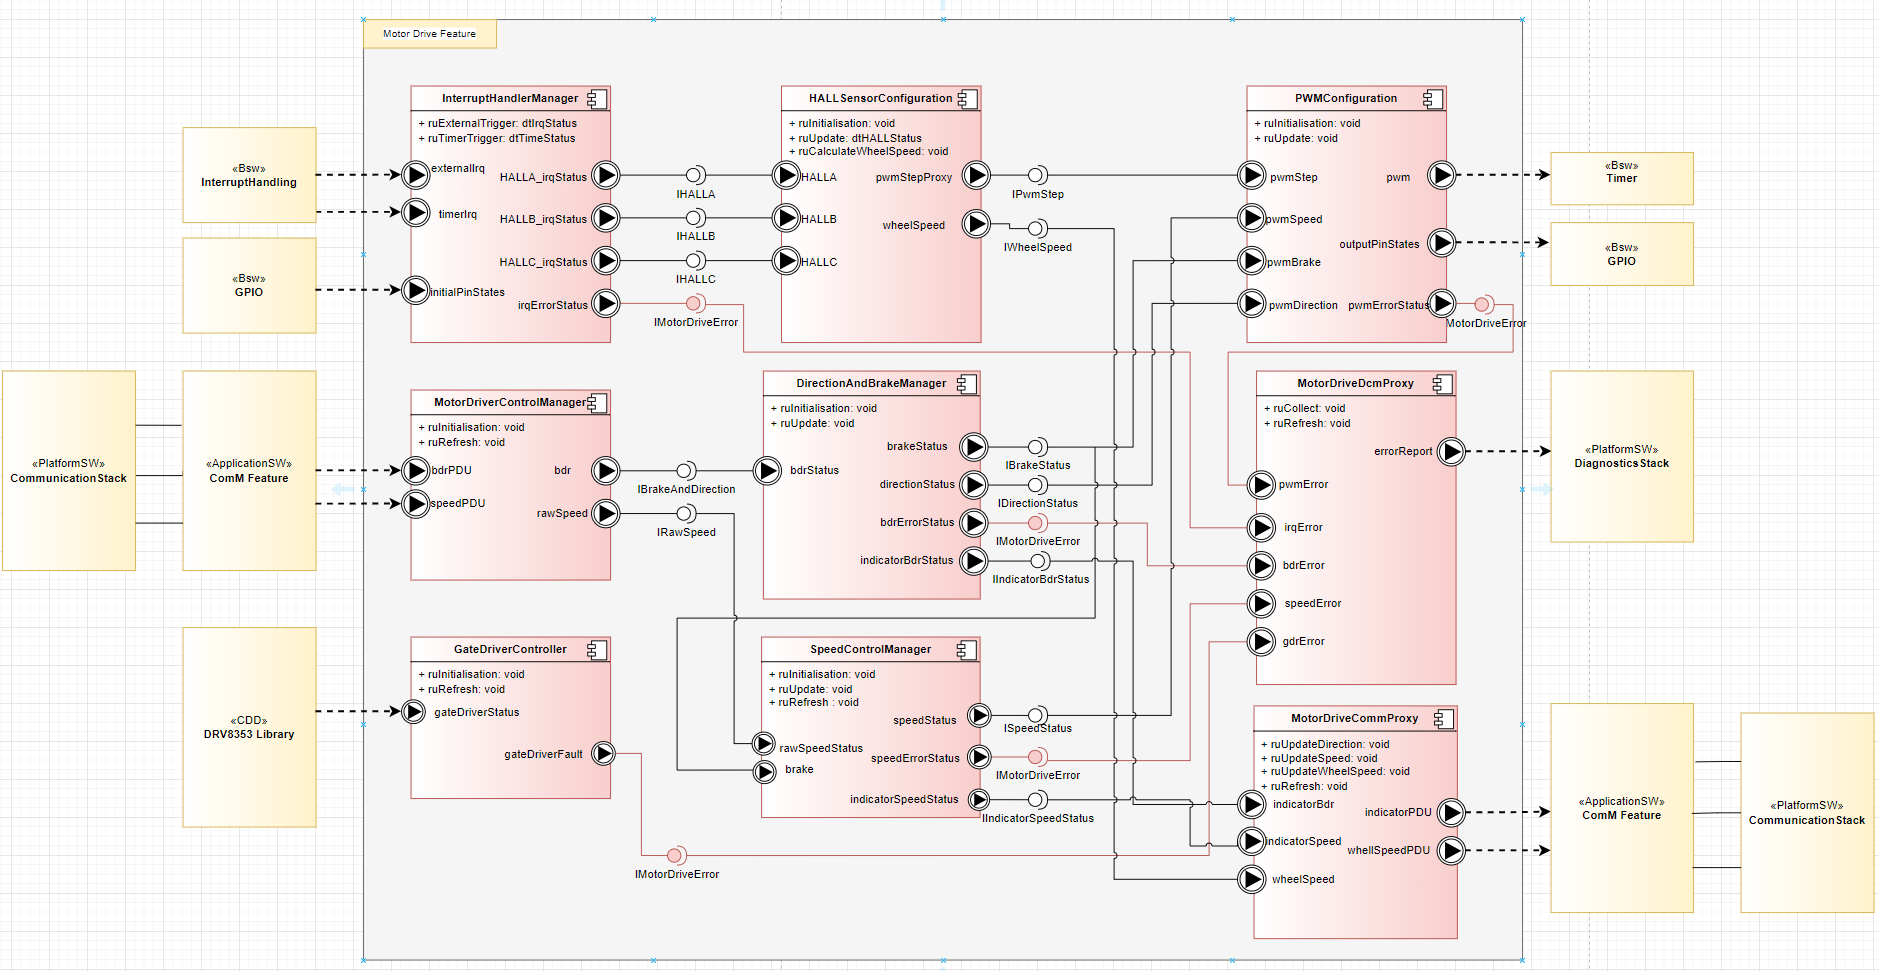 Motor Drive Feature
InterruptHandlerManager
+ ruExternalTrigger: dtIrqStatus
+ ruTimerTrigger: dtTimeStatus
externalIrq
timerIrq
initialPinStates
HALLA_irqStatus
HALLB_irqStatus
HALLC_irqStatus
irqErrorStatus
IHALLA
IHALLB
IHALLC
IMotorDriveError
HALLSensorConfiguration
+ ruInitialisation: void
+ ruUpdate: dtHALLStatus
+ ruCalculateWheelSpeed: void
HALLA
HALLB
HALLC
pwmStepProxy
wheelSpeed
IPwmStep
IWheelSpeed
PWMConfiguration
+ ruInitialisation: void
+ ruUpdate: void
pwmStep
pwmSpeed
pwmBrake
pwmDirection
pwm
outputPinStates
pwmErrorStatus
MotorDriveError
«Bsw»
InterruptHandling
«Bsw»
GPIO
«Bsw»
Timer
«Bsw»
GPIO
«PlatformSW»
CommunicationStack
«ApplicationSW»
ComM Feature
MotorDriverControlManager
+ ruInitialisation: void
+ ruRefresh: void
bdrPDU
speedPDU
bdr
rawSpeed
IBrakeAndDirection
IRawSpeed
DirectionAndBrakeManager
+ ruInitialisation: void
+ ruUpdate: void
bdrStatus
brakeStatus
directionStatus
bdrErrorStatus
indicatorBdrStatus
IBrakeStatus
IDirectionStatus
IMotorDriveError
IIndicatorBdrStatus
MotorDriveDcmProxy
+ ruCollect: void
+ ruRefresh: void
errorReport
pwmError
irqError
bdrError
speedError
gdrError
«PlatformSW»
DiagnosticsStack
«CDD»
DRV8353 Library
GateDriverController
+ ruInitialisation: void
+ ruRefresh: void
gateDriverStatus
gateDriverFault
IMotorDriveError
SpeedControlManager
+ ruInitialisation: void
+ ruUpdate: void
+ ruRefresh : void
rawSpeedStatus
brake
speedStatus
speedErrorStatus
indicatorSpeedStatus
ISpeedStatus
IMotorDriveError
IIndicatorSpeedStatus
MotorDriveCommProxy
+ ruUpdateDirection: void
+ ruUpdateSpeed: void
+ ruUpdateWheelSpeed: void
+ ruRefresh: void
indicatorBdr
indicatorSpeed
wheelSpeed
indicatorPDU
whellSpeedPDU
«ApplicationSW»
ComM Feature
«PlatformSW»
CommunicationStack